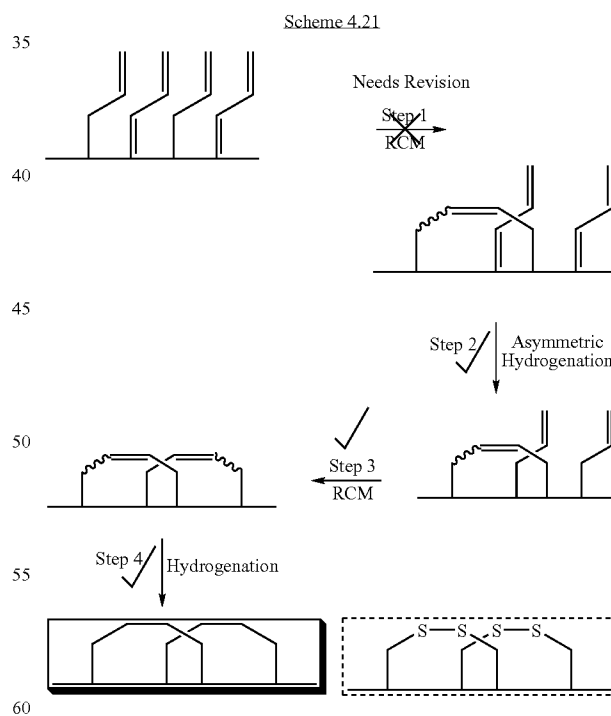 Scheme 4.21
35
Needs Revision
Step 1
RCM
40
45
Step 2
Asymmetric
Hydrogenation
50
Step 3
RCM
Step 4
Hydrogenation
55
S S S S
60